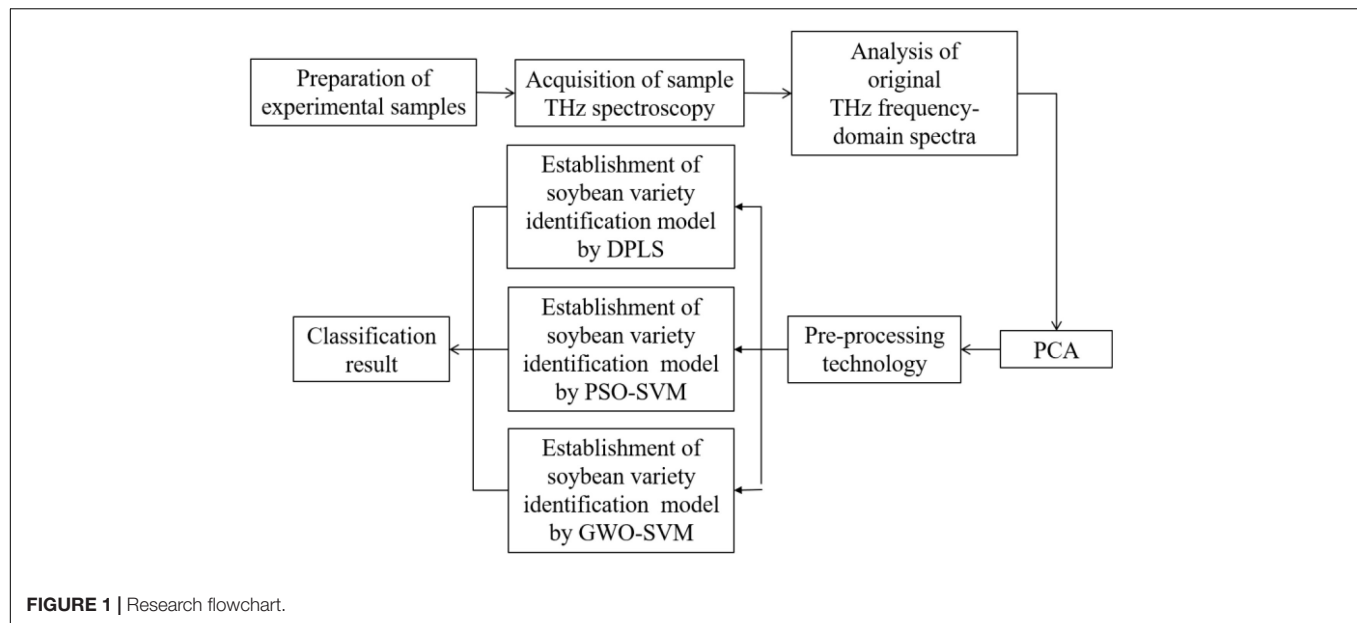 Preparation of
experimental samples
Acquisition of sample
THz spectroscopy
Analysis of
original
THz frequency-
domain spectra
Establishment of
soybean variety
identification model
by DPLS
Establishment of
soybean variety
identification model
by PSO-SVM
Establishment of
soybean variety
identification model
by GWO-SVM
Classification
result
Pre-processing
technology
PCA
FIGURE 1 | Research flowchart.